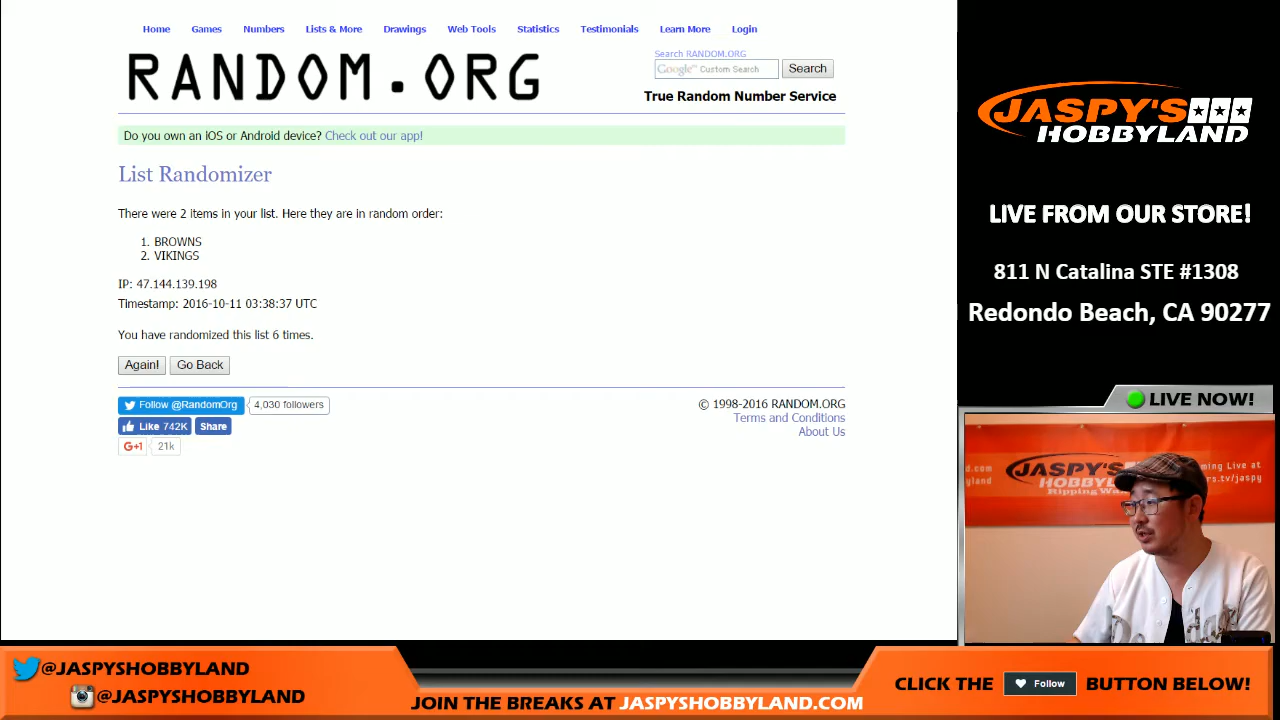 Home Games Numbers Lists & More Drawings Web Tools Statistics Testimonials Learn More Login
RANDOM.ORG
Search RANDOM.ORG
Google™ Custom Search Search
True Random Number Service
Do you own an iOS or Android device? Check out our app!
List Randomizer
There were 2 items in your list. Here they are in random order:
1. BROWNS
2. VIKINGS
IP: 47.144.139.198
Timestamp: 2016-10-11 03:38:37 UTC
You have randomized this list 6 times.
Again! Go Back
Follow @RandomOrg 4,030 followers
Like 742K Share
G+1 21k
© 1998-2016 RANDOM.ORG
Terms and Conditions
About Us
JASPY'S
HOBBYLAND
LIVE FROM OUR STORE!
811 N Catalina STE #1308
Redondo Beach, CA 90277
LIVE NOW!
JASPY'S
HOBBYLAND
@JASPYSHOBBYLAND
@JASPYSHOBBYLAND
JOIN THE BREAKS AT JASPYSHOBBYLAND.COM
CLICK THE Follow BUTTON BELOW!